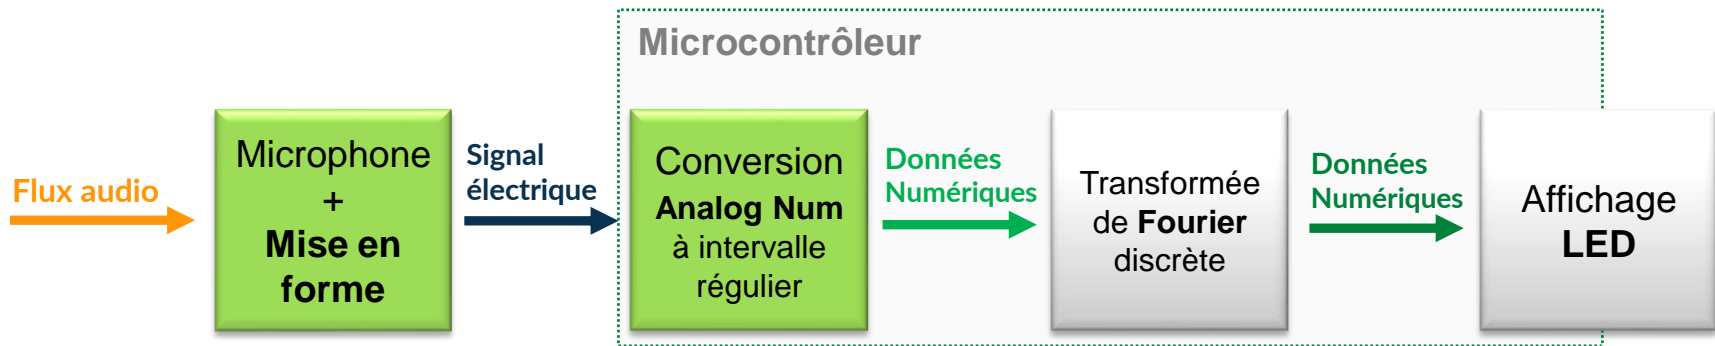 Microcontrôleur
Flux audio
Microphone
+
Mise en
forme
Signal
électrique
Conversion
Analog Num
à intervalle
régulier
Données
Numériques
Transformée
de Fourier
discrète
Données
Numériques
Affichage
LED